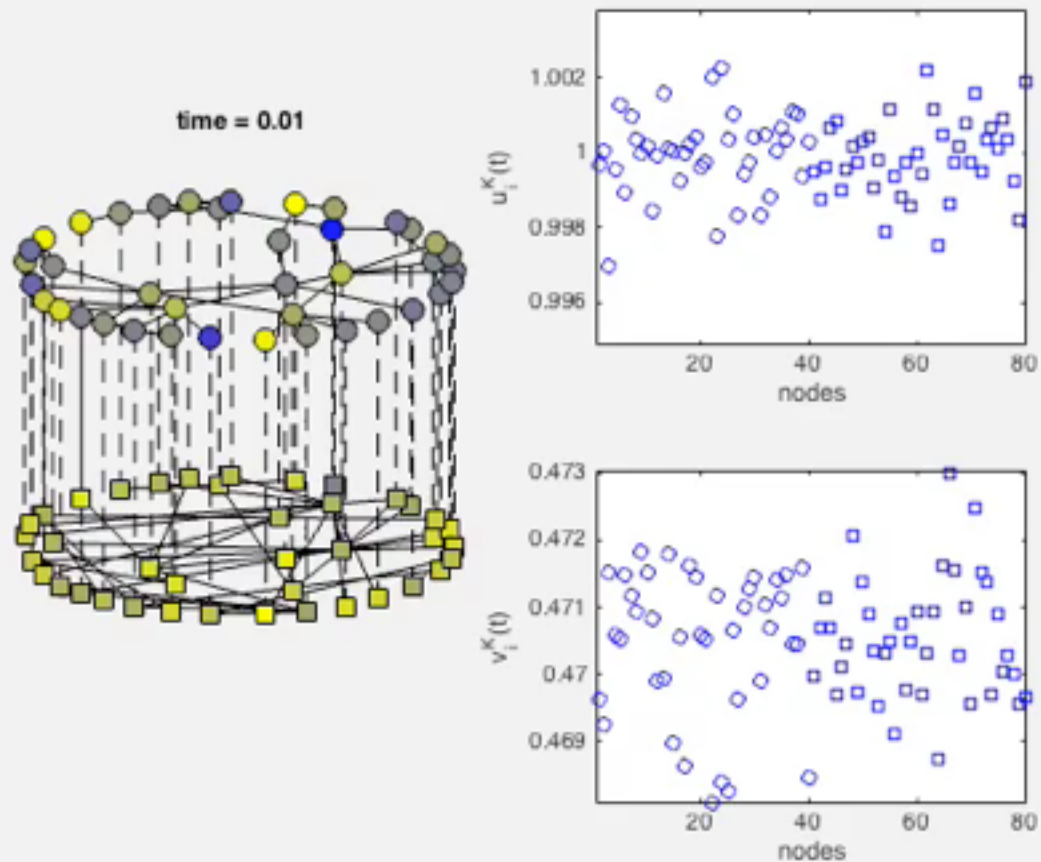 time = 0.01
1.002
1
0.998
0.996
u_i^K(t)
20 40 60 80
nodes
0.473
0.472
0.471
0.47
0.469
v_i^K(t)
20 40 60 80
nodes